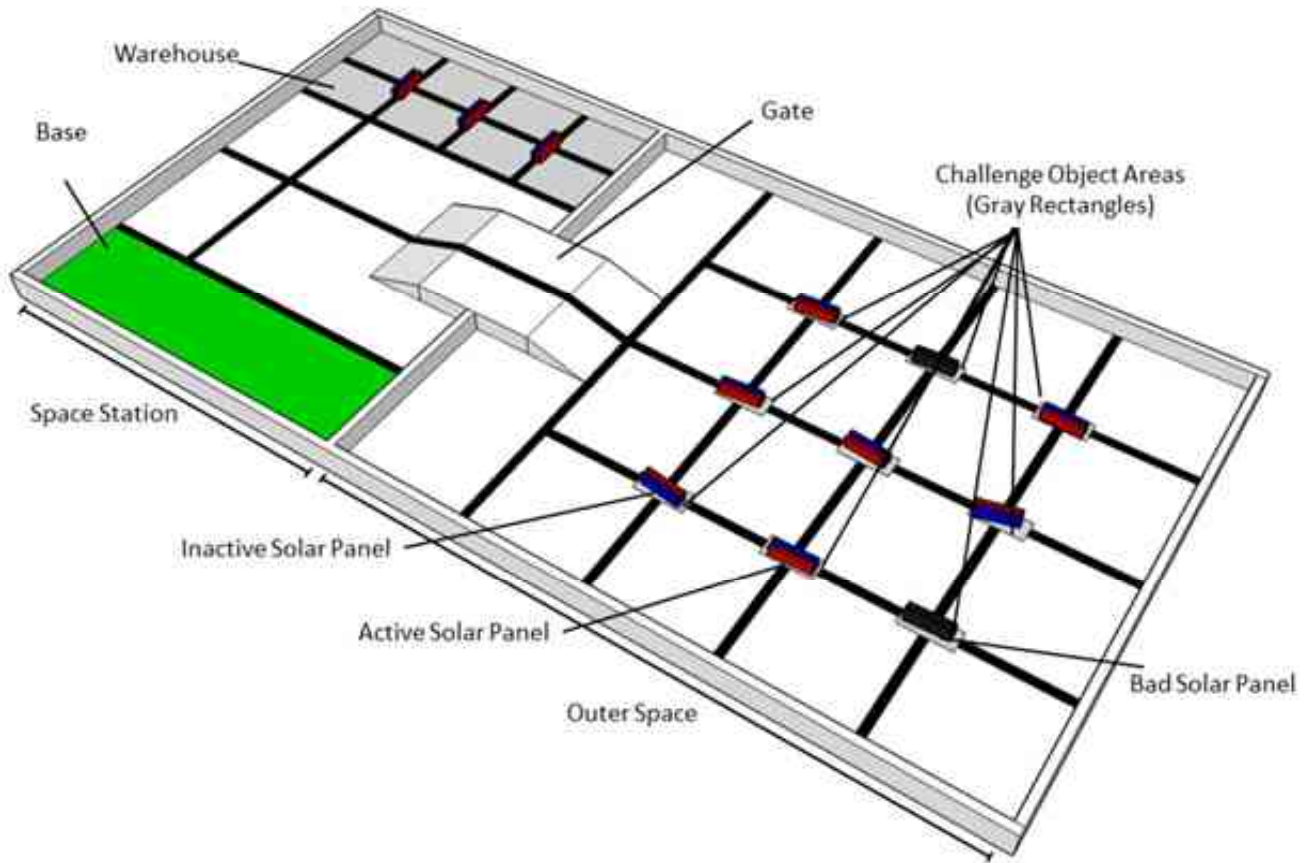 Warehouse
Base
Gate
Challenge Object Areas
(Gray Rectangles)
Space Station
Inactive Solar Panel
Active Solar Panel
Bad Solar Panel
Outer Space